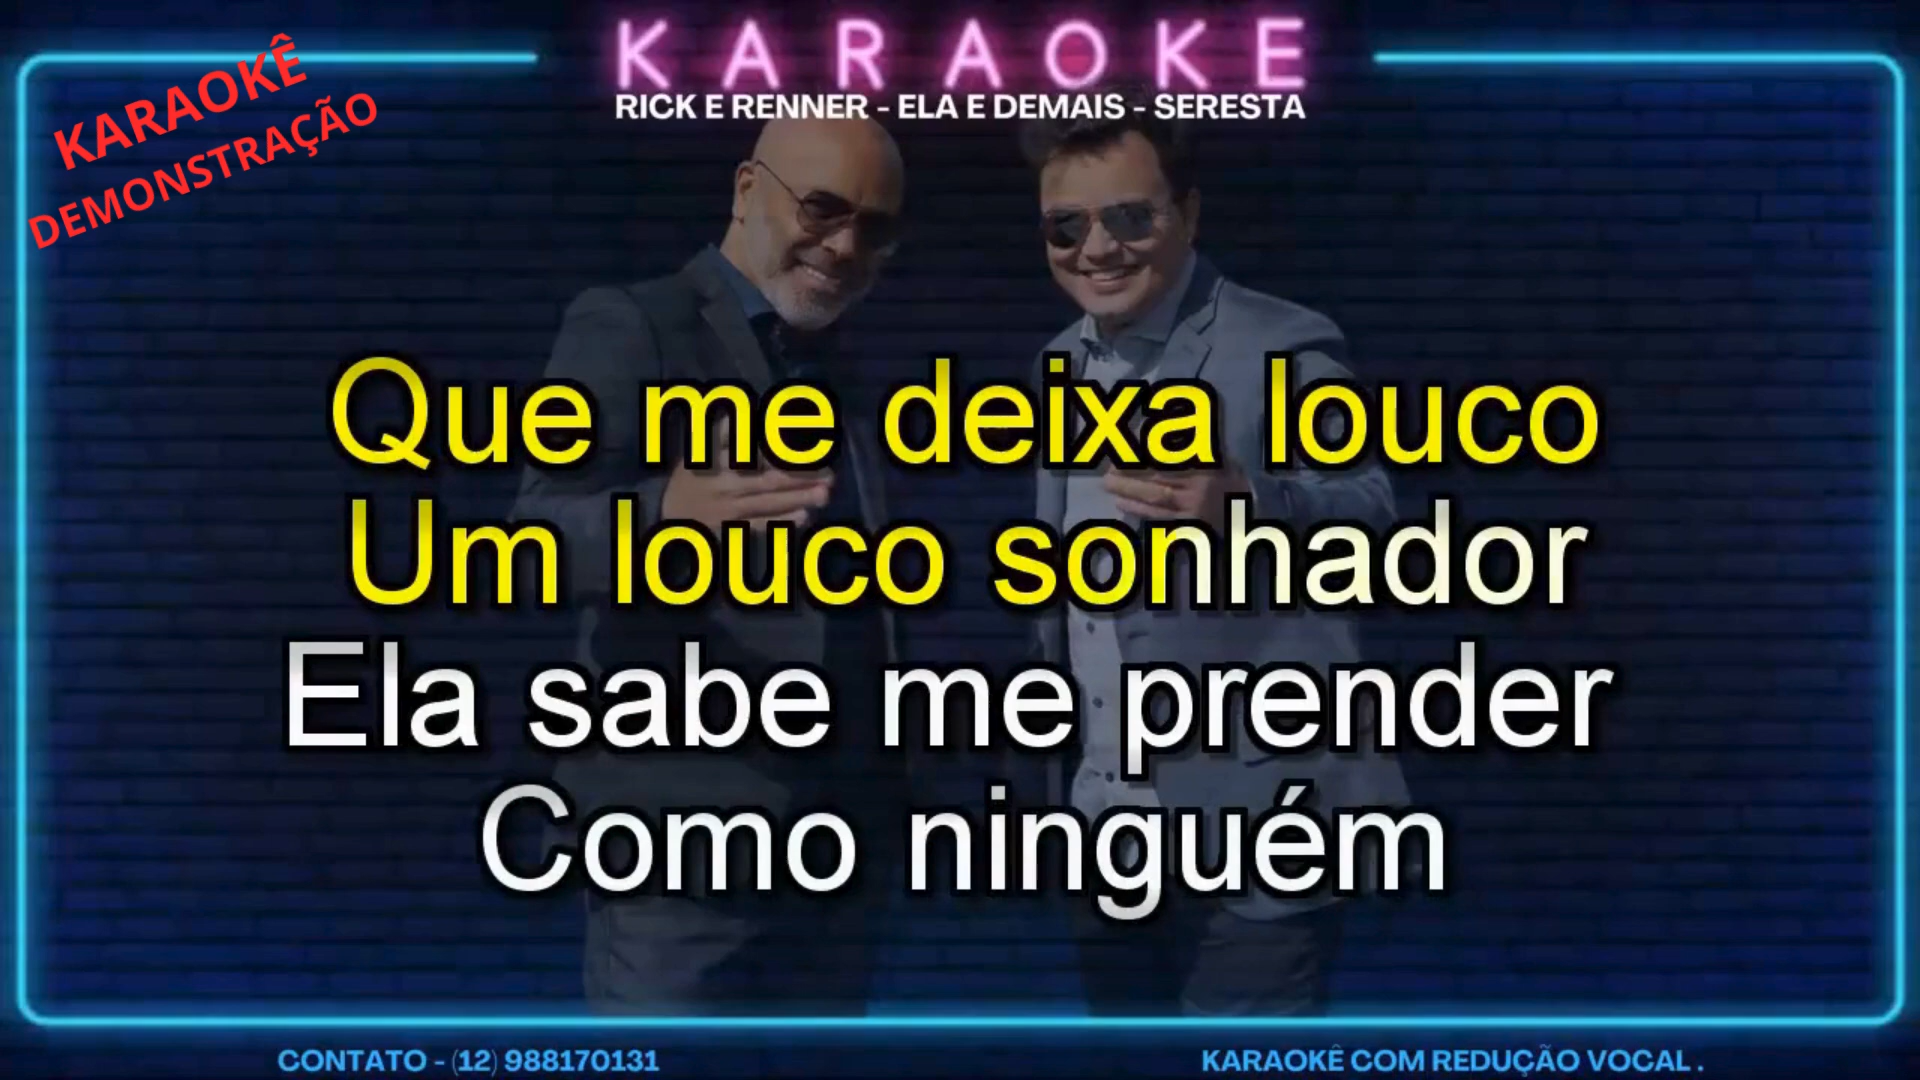 KARAOKE
RICK E RENNER - ELA E DEMAIS - SERESTA
KARAOKÊ
DEMONSTRAÇÃO
Que me deixa louco
Um louco sonhador
Ela sabe me prender
Como ninguém
CONTATO - (12) 988170131
KARAOKÊ COM REDUÇÃO VOCAL .